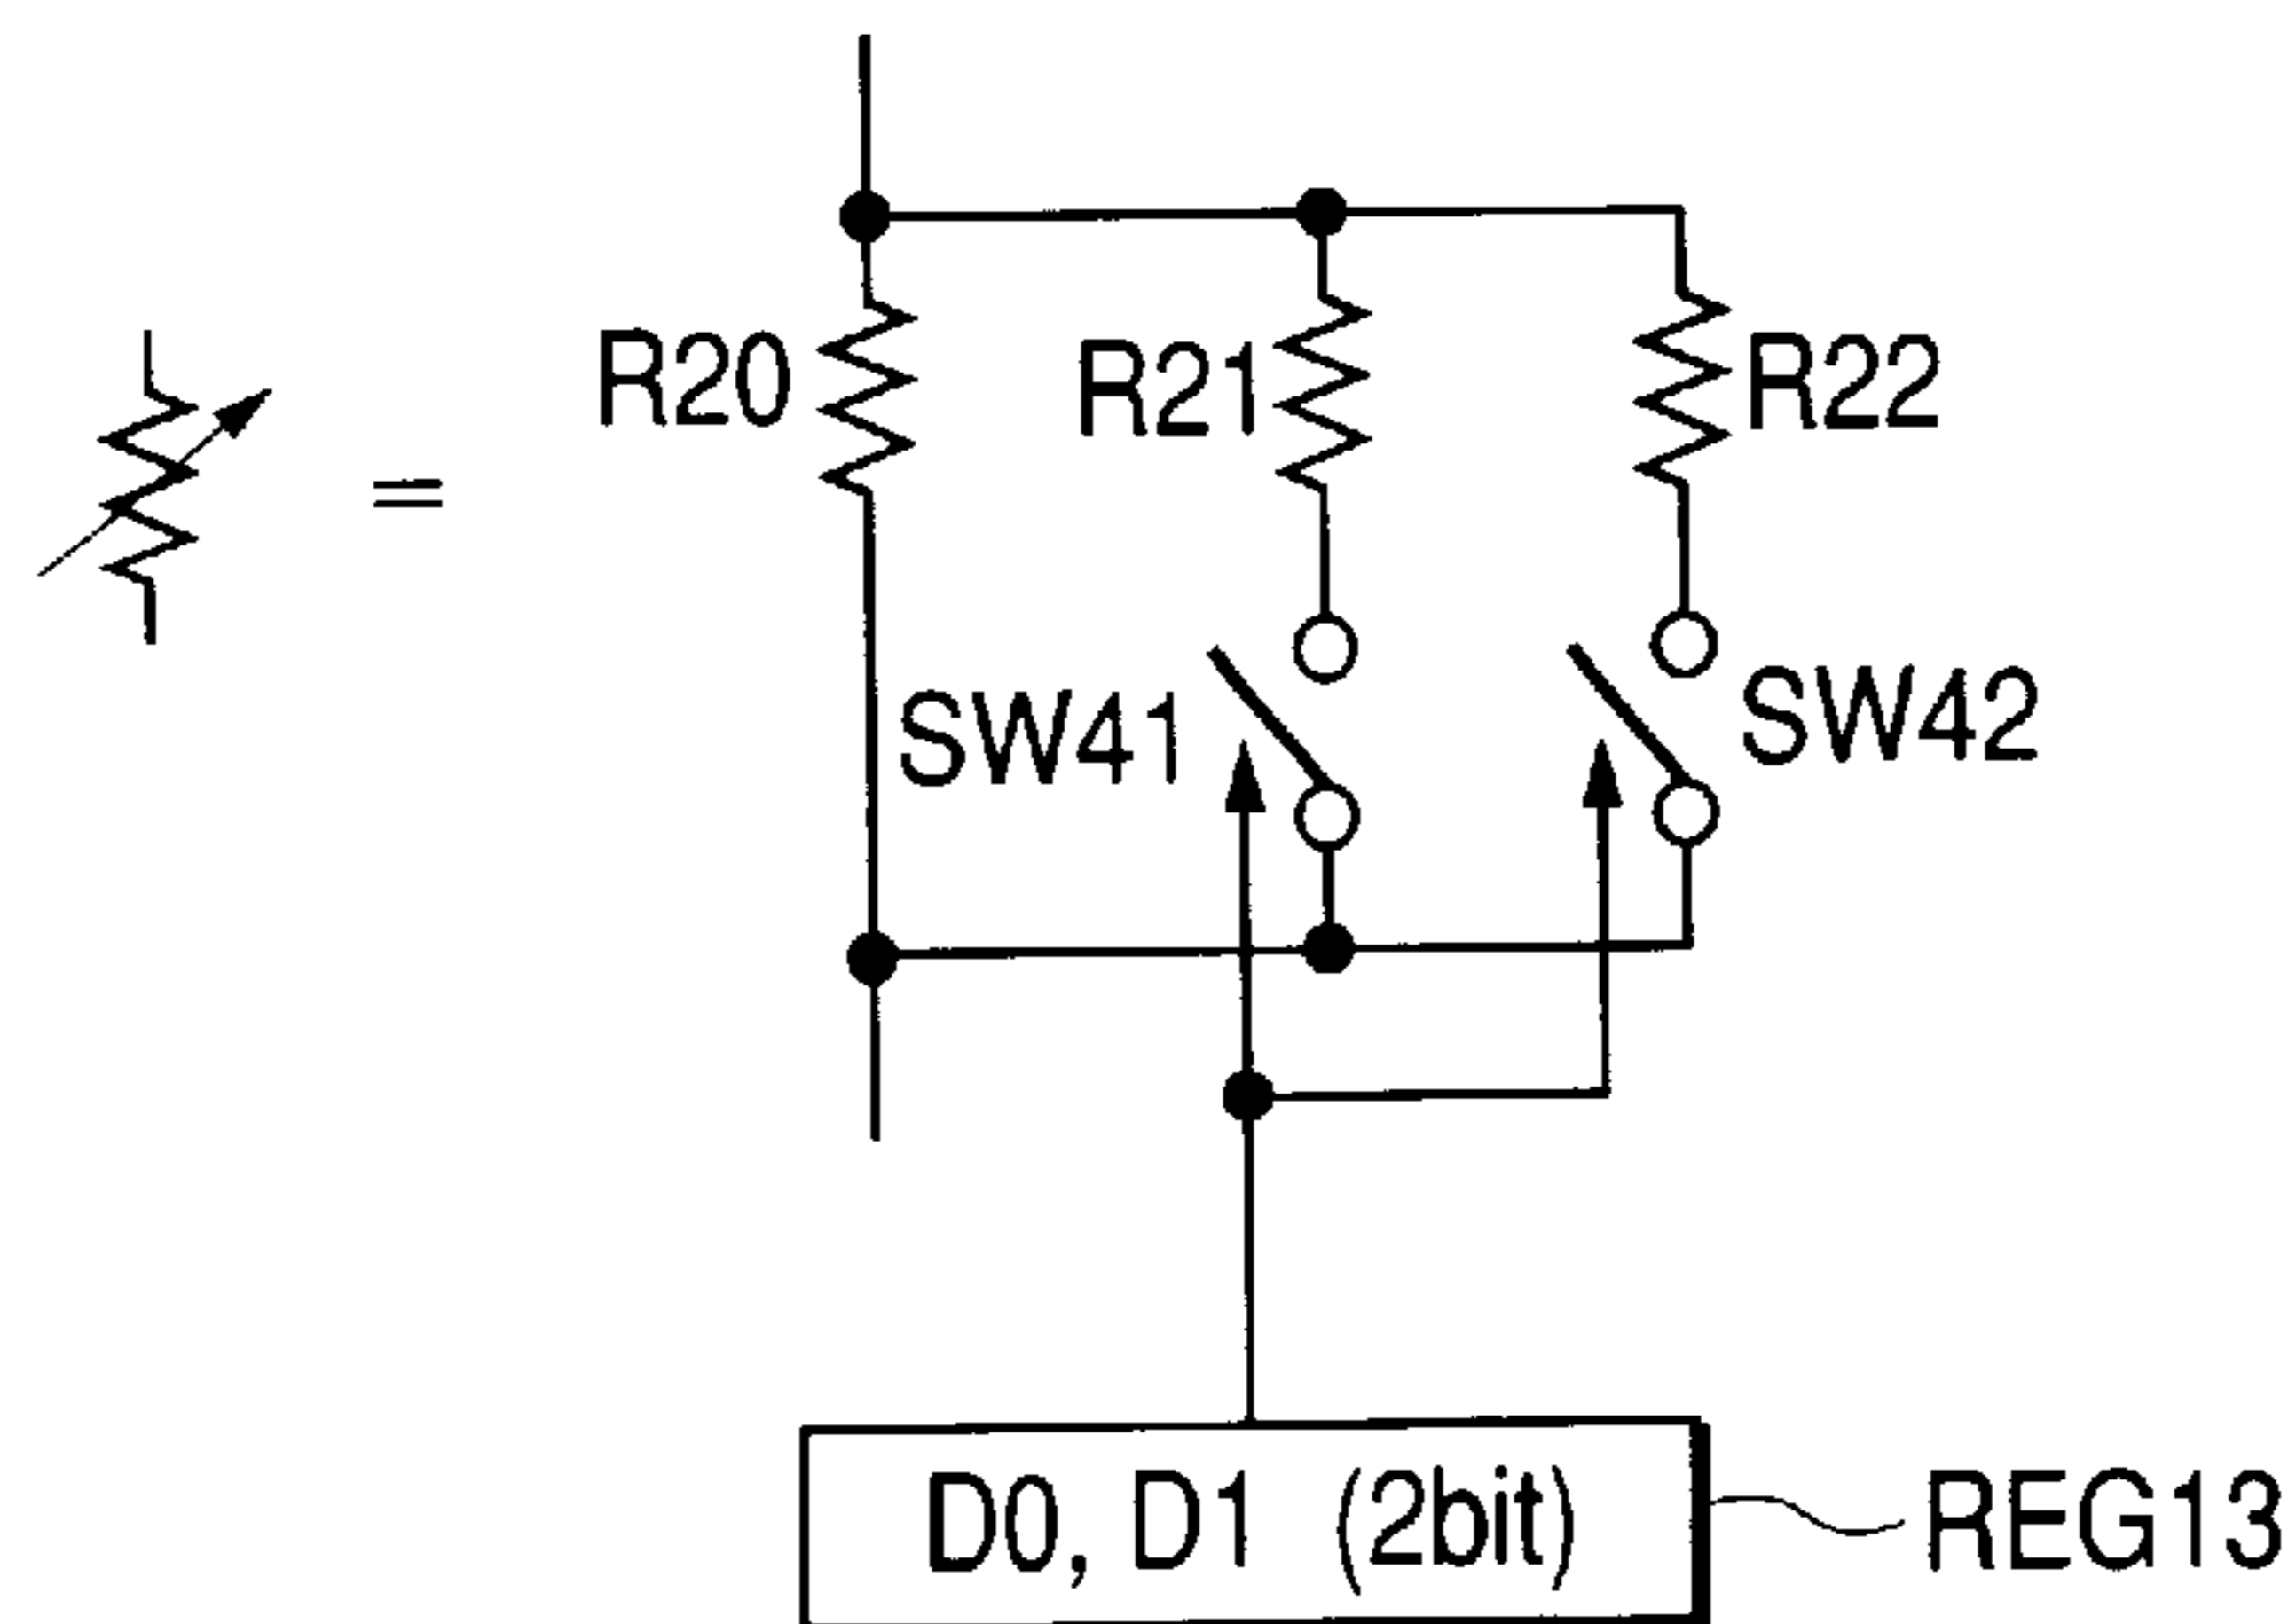 R20
R21
R22
=
SW41
SW42
D0, D1 (2bit)
REG13